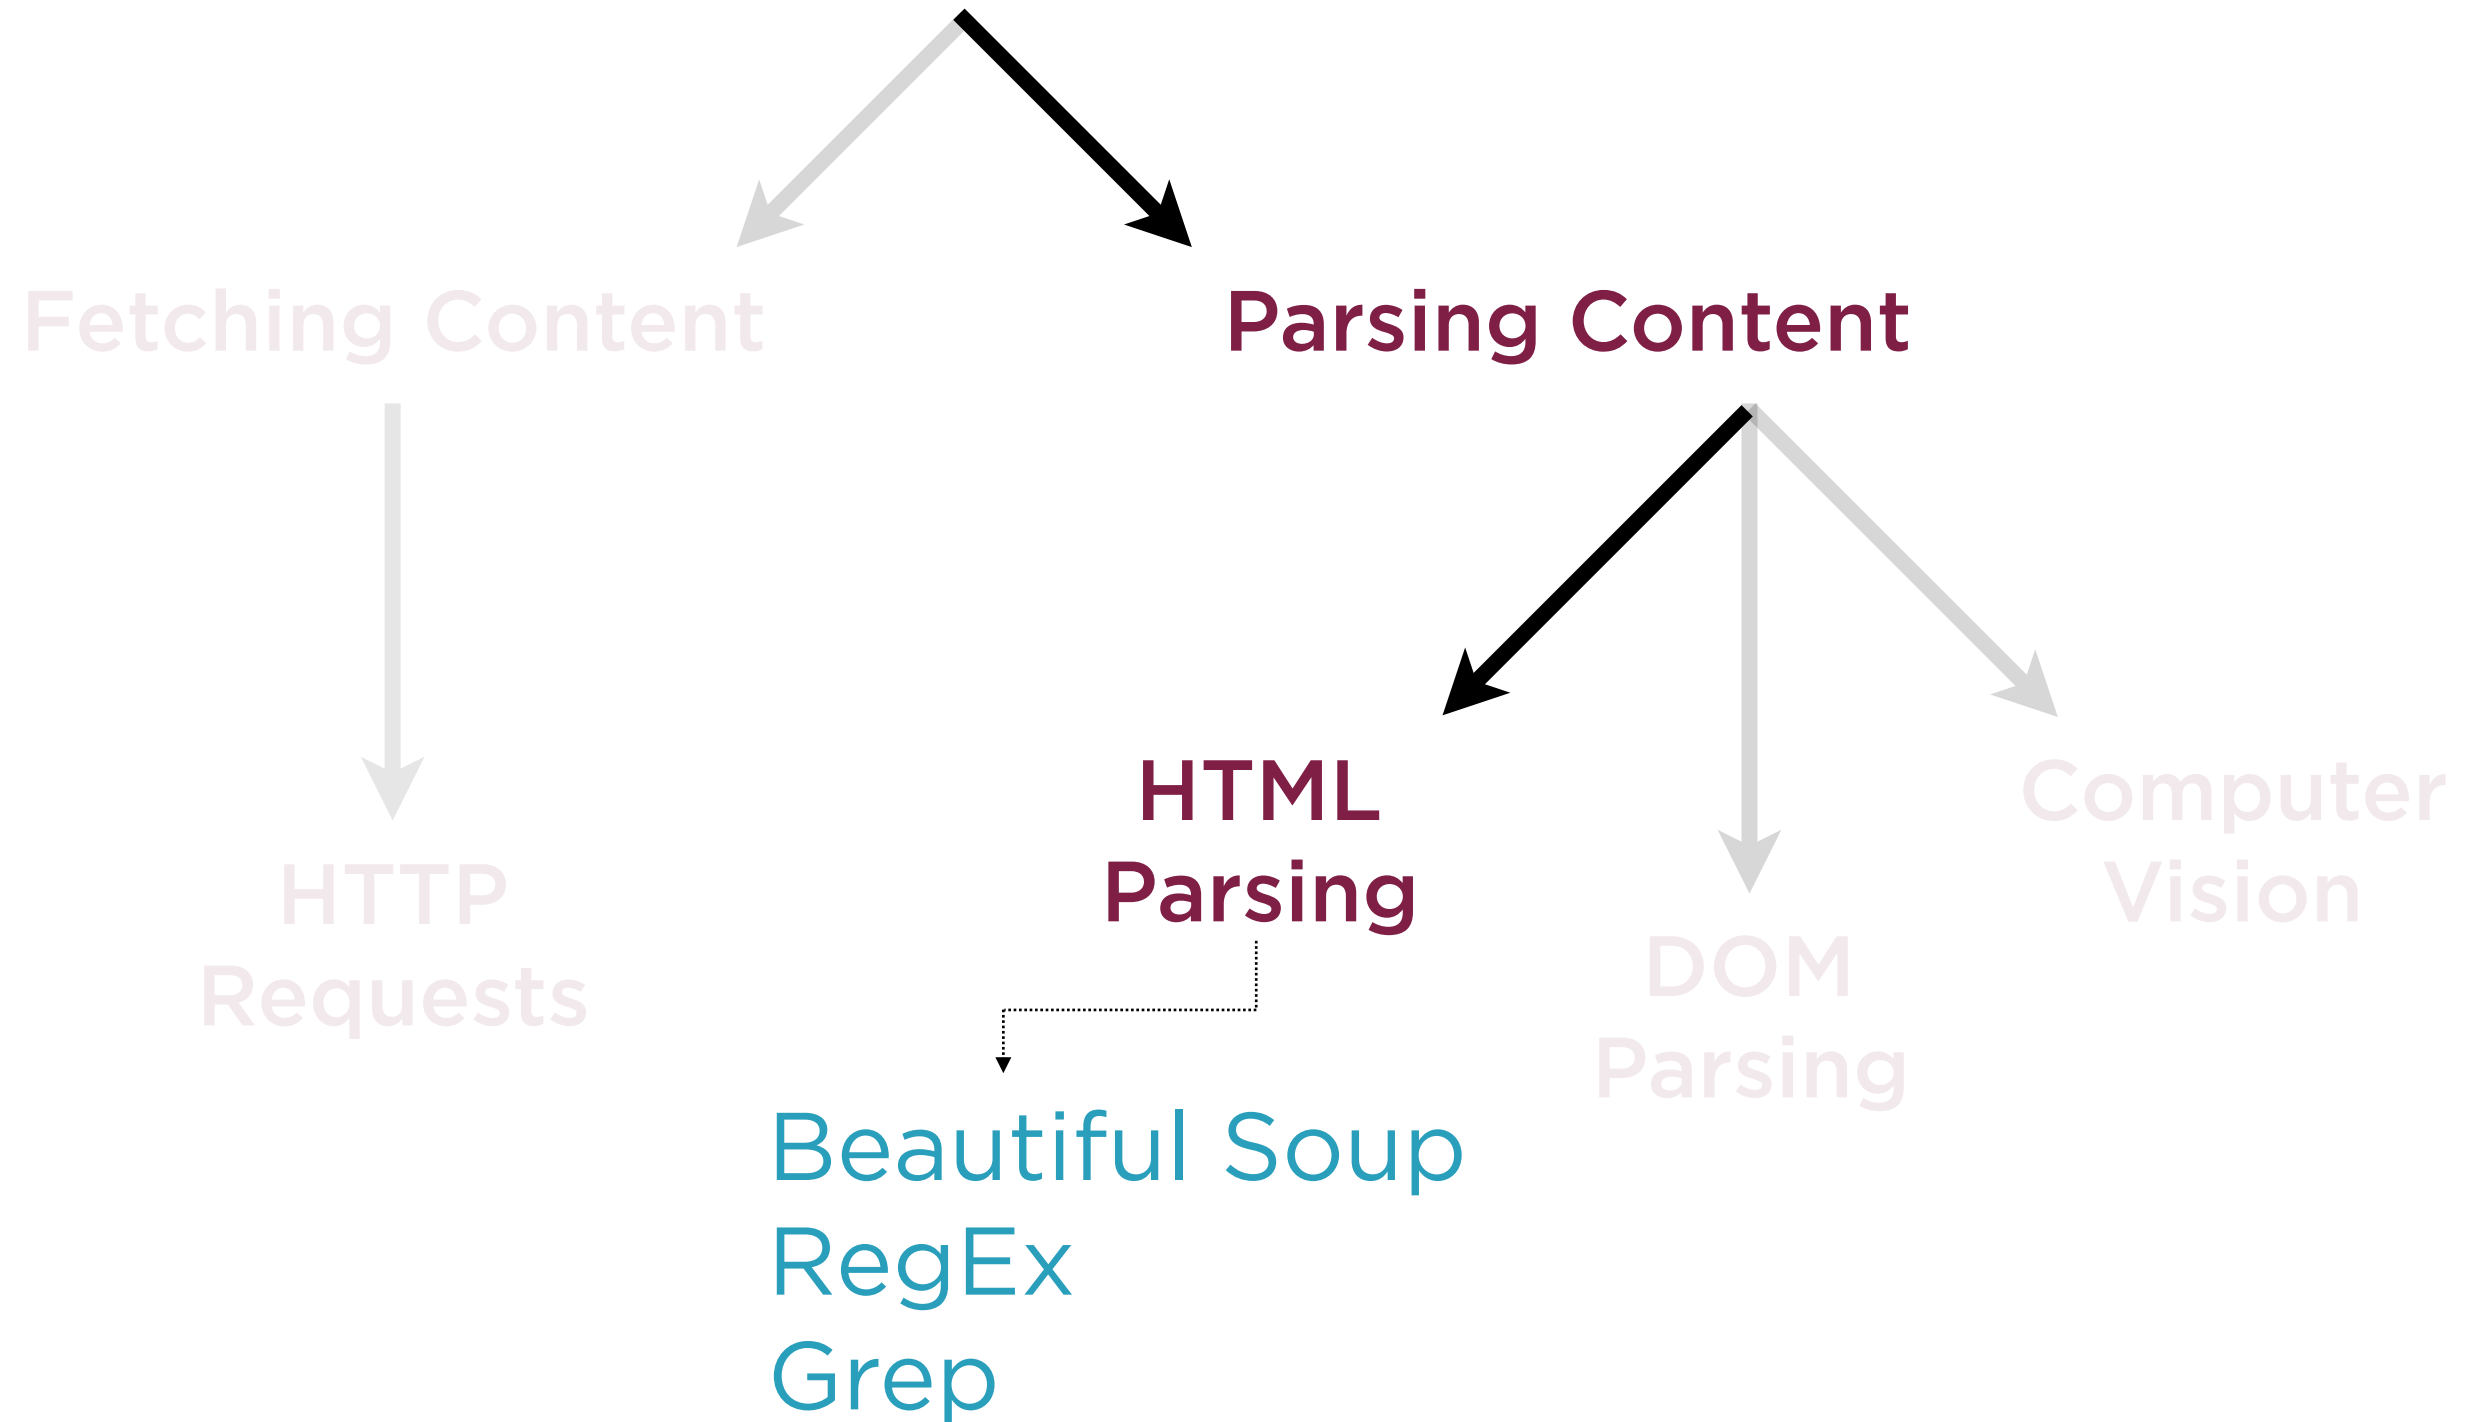 Fetching Content
Parsing Content
HTTP
Requests
HTML
Parsing
DOM
Parsing
Computer
Vision
Beautiful Soup
RegEx
Grep